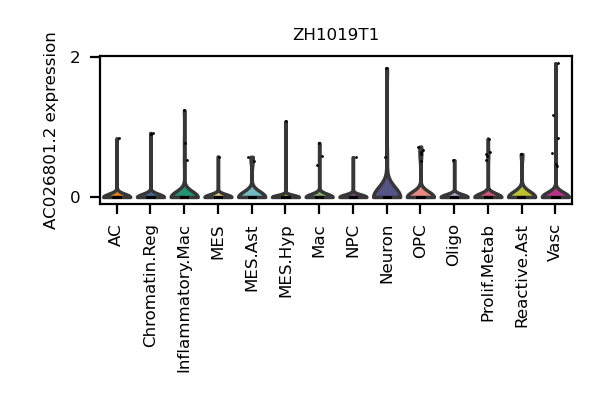 ZH1019T1
AC026801.2 expression
2
0
AC
Chromatin.Reg
Inflammatory.Mac
MES
MES.Ast
MES.Hyp
Mac
NPC
Neuron
OPC
Oligo
Prolif.Metab
Reactive.Ast
Vasc